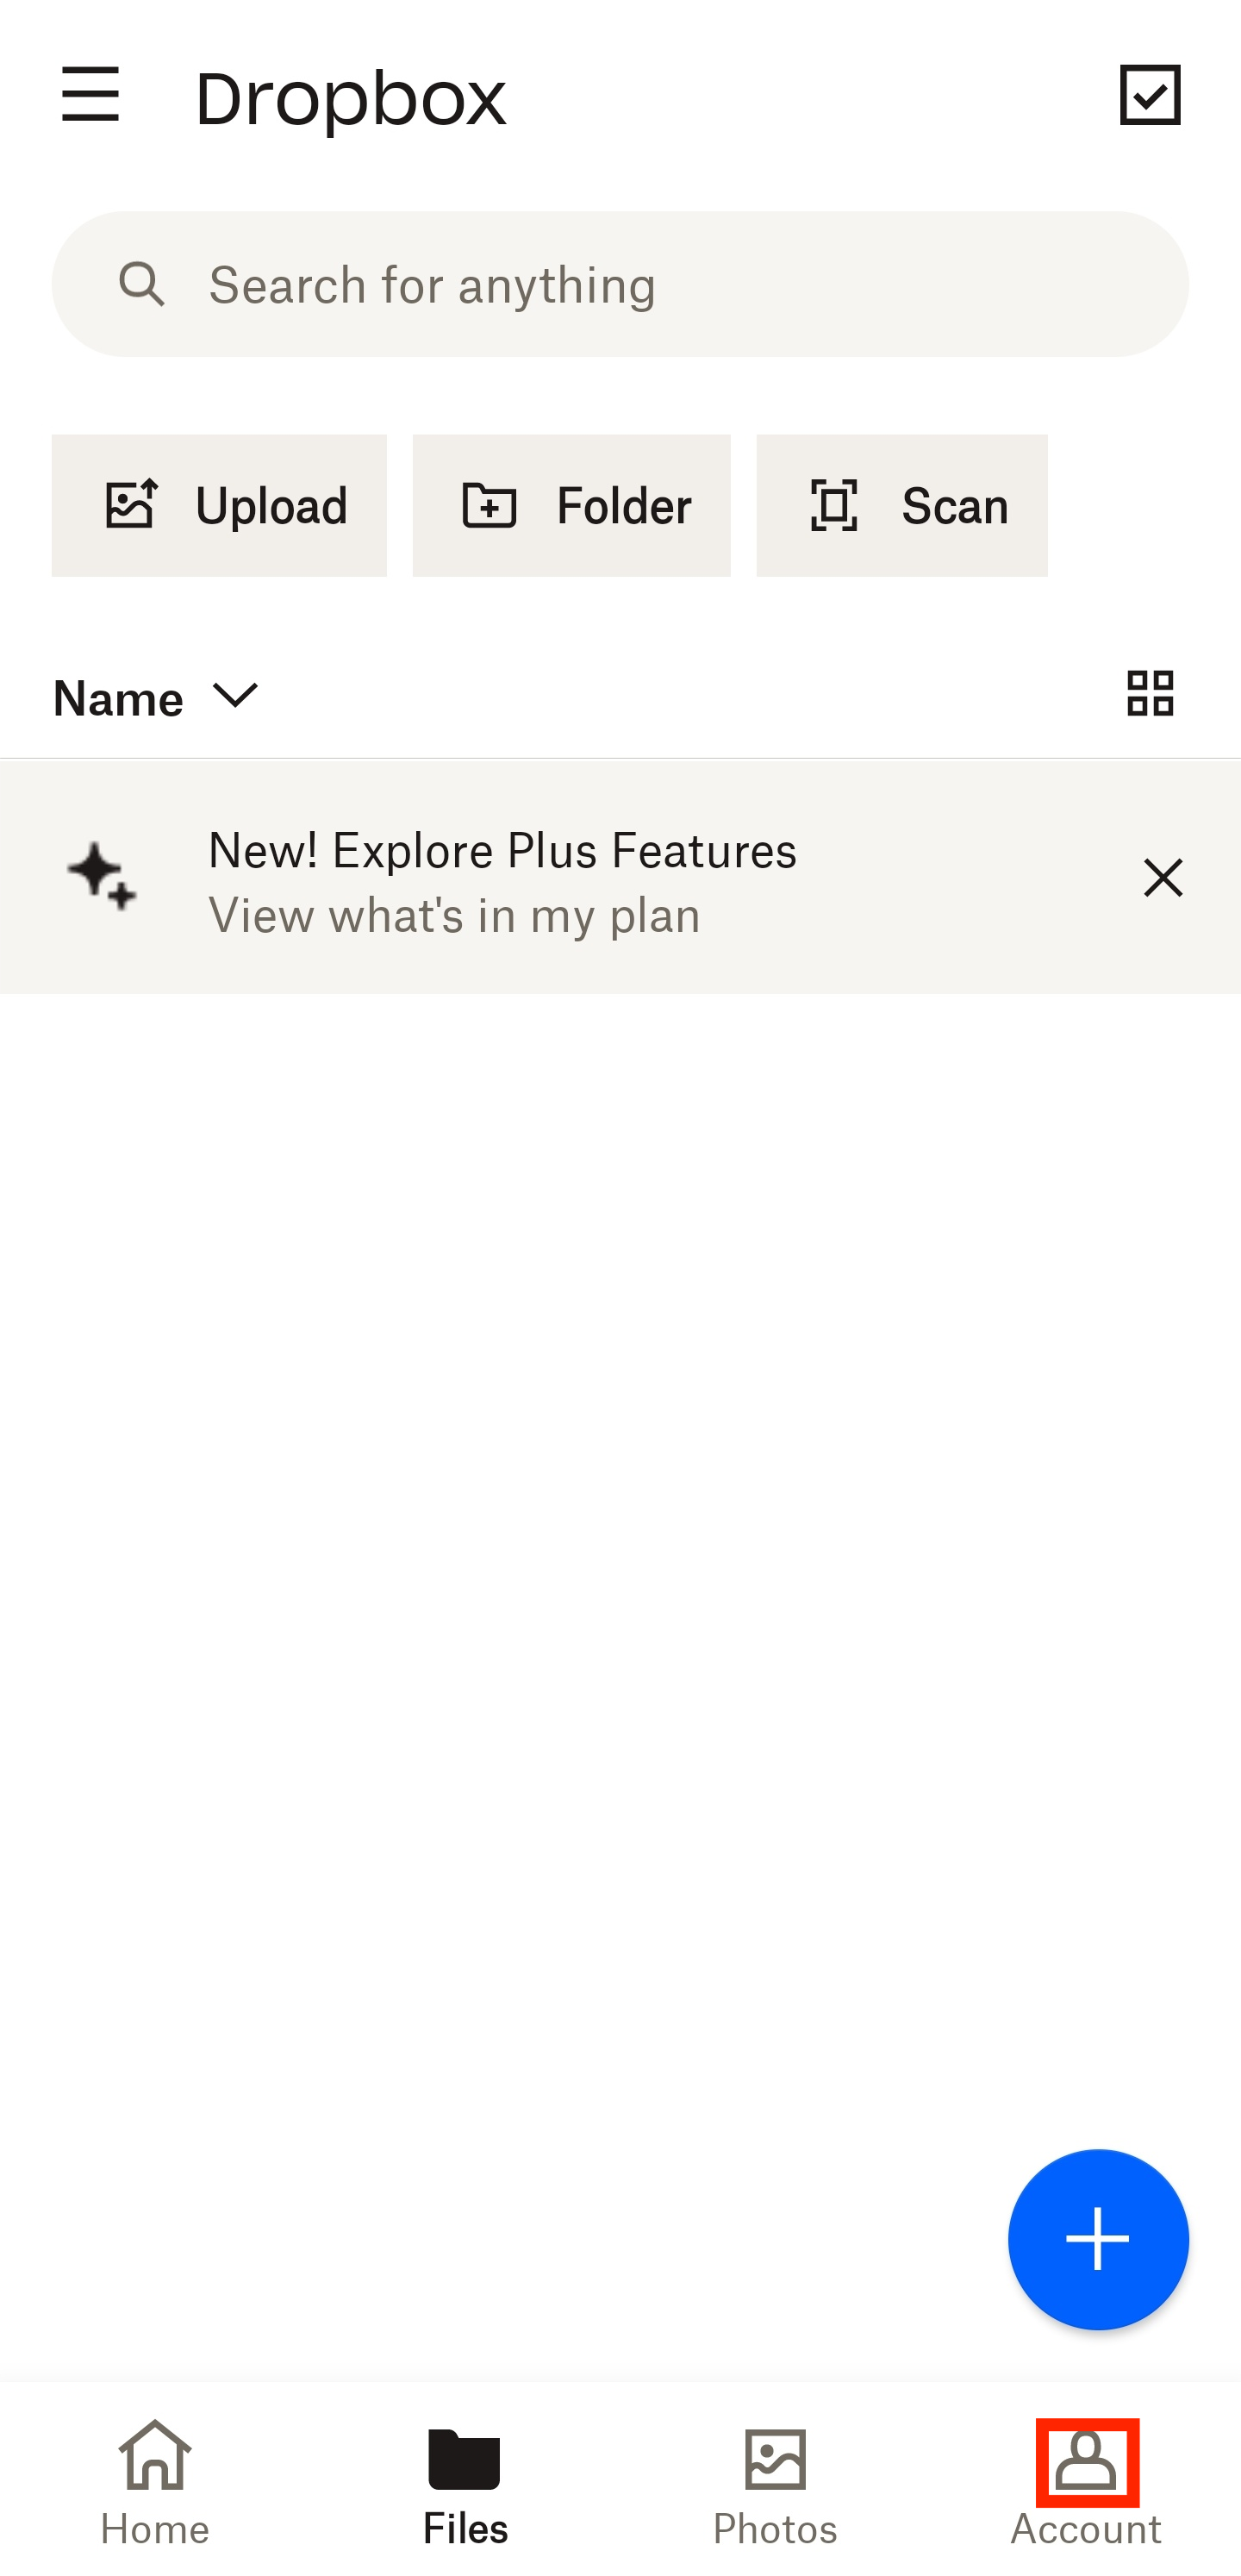 Dropbox
Search for anything
Upload
Folder
Scan
Name
New! Explore Plus Features
View what's in my plan
Home
Files
Photos
Account